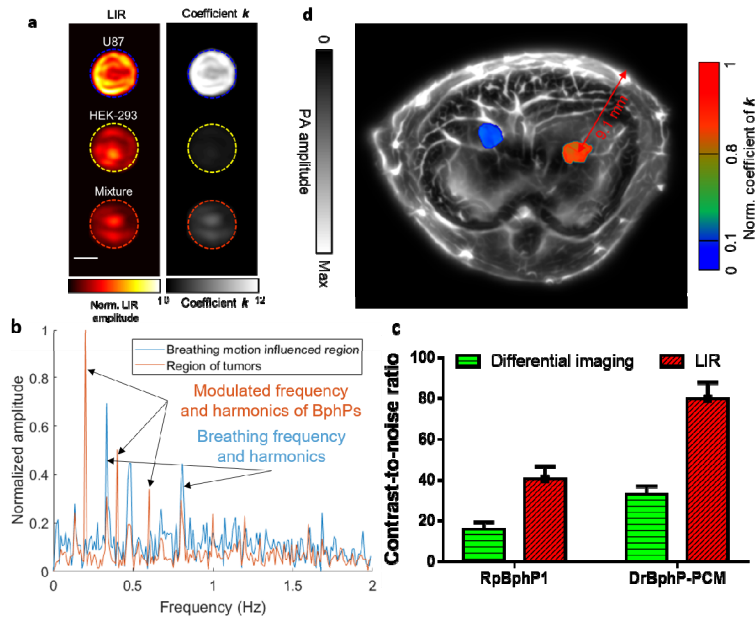 a
LIR
Coefficient k
U87
HEK-293
Mixture
0
1
0
12
Norm. LIR
amplitude
Coefficient k
d
0
PA amplitude
Max
9.1 mm
1
0.8
0.1
0
Norm. coefficient of k
b
1
0.8
0.6
0.4
0.2
0
Normalized amplitude
Breathing motion influenced region
Region of tumors
Modulated frequency
and harmonics of BphPs
Breathing frequency
and harmonics
0
0.5
1
1.5
2
Frequency (Hz)
c
Differential imaging
LIR
100
80
60
40
20
0
Contrast-to-noise ratio
RpBphP1
DrBphP-PCM